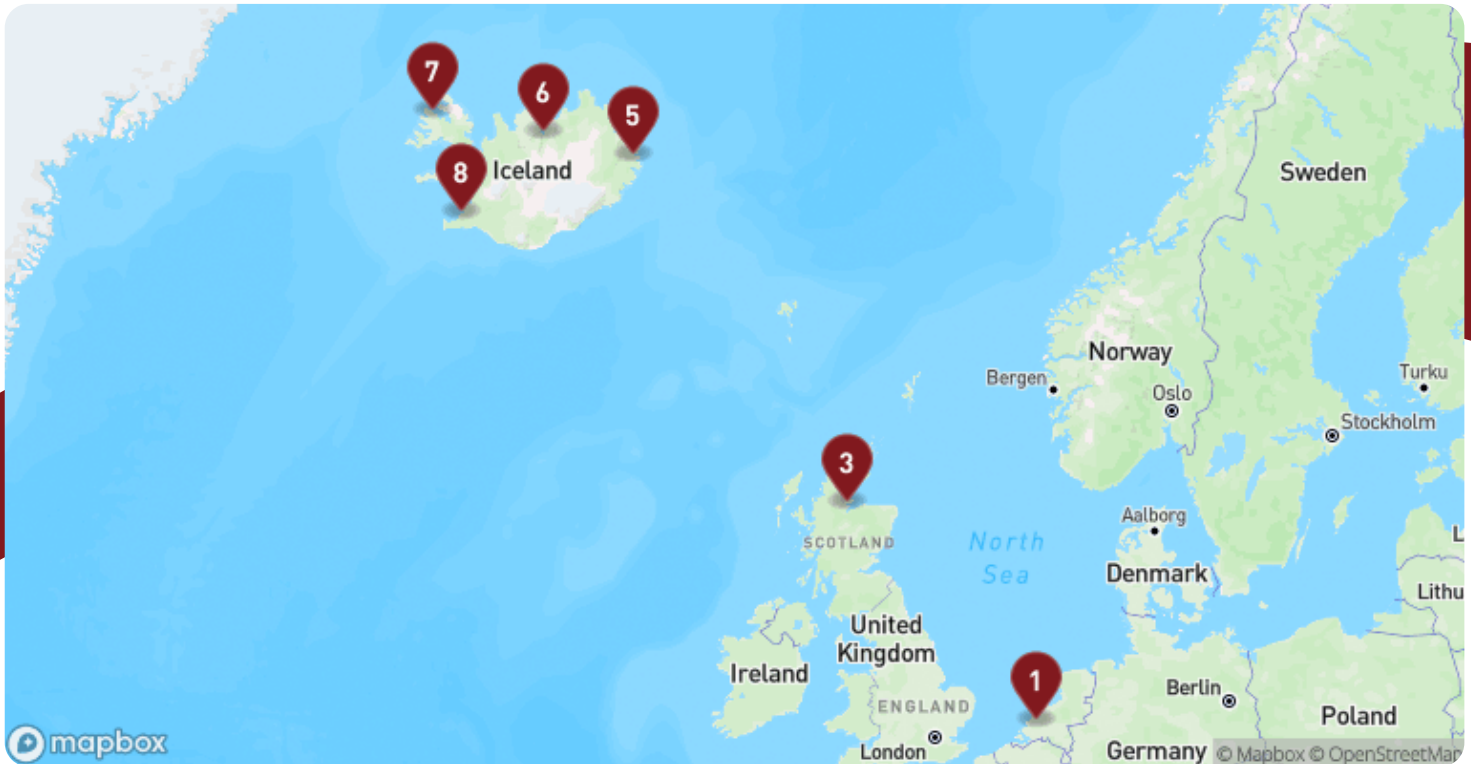 7
6
5
8
Iceland
Sweden
Norway
Bergen
Oslo
Turku
Stockholm
3
SCOTLAND
North
Sea
Aalborg
Denmark
Lithu
United
Kingdom
Ireland
1
ENGLAND
Berlin
Poland
London
Germany
mapbox
© Mapbox © OpenStreetMap